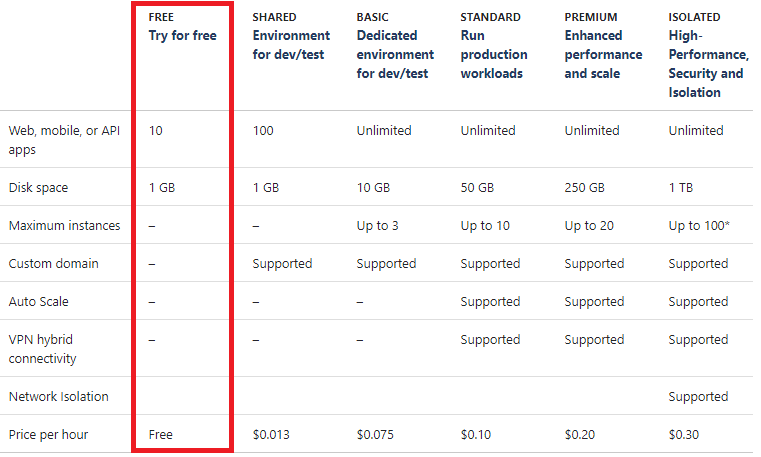 FREE SHARED BASIC STANDARD PREMIUM ISOLATED
Try for free Environment Dedicated Run Enhanced High-
for dev/test environment production performance Performance,
for dev/test workloads and scale Security and
Isolation
Web, mobile, or API 10 100 Unlimited Unlimited Unlimited Unlimited
apps
Disk space 1 GB 1 GB 10 GB 50 GB 250 GB 1 TB
Maximum instances – – Up to 3 Up to 10 Up to 20 Up to 100*
Custom domain – Supported Supported Supported Supported Supported
Auto Scale – – – Supported Supported Supported
VPN hybrid – – – Supported Supported Supported
connectivity
Network Isolation Supported
Price per hour Free $0.013 $0.075 $0.10 $0.20 $0.30